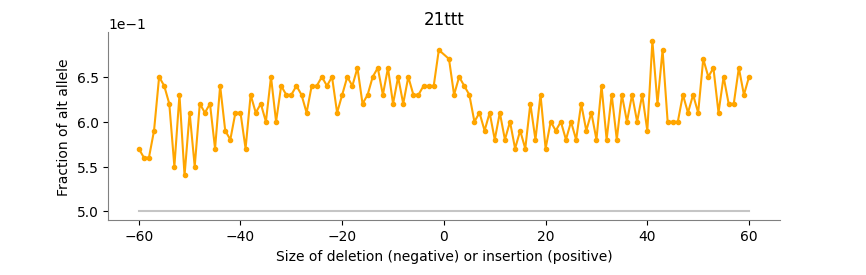 21ttt
1e−1
Fraction of alt allele
6.5
6.0
5.5
5.0
−60 −40 −20 0 20 40 60
Size of deletion (negative) or insertion (positive)